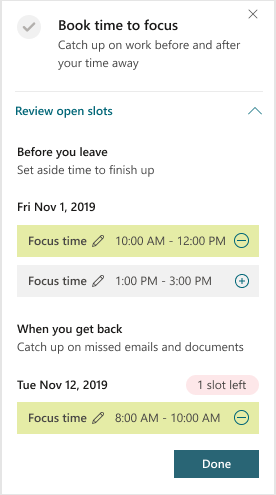 Book time to focus
Catch up on work before and after
your time away
Review open slots
Before you leave
Set aside time to finish up
Fri Nov 1, 2019
Focus time 10:00 AM - 12:00 PM
Focus time 1:00 PM - 3:00 PM
When you get back
Catch up on missed emails and documents
Tue Nov 12, 2019 1 slot left
Focus time 8:00 AM - 10:00 AM
Done